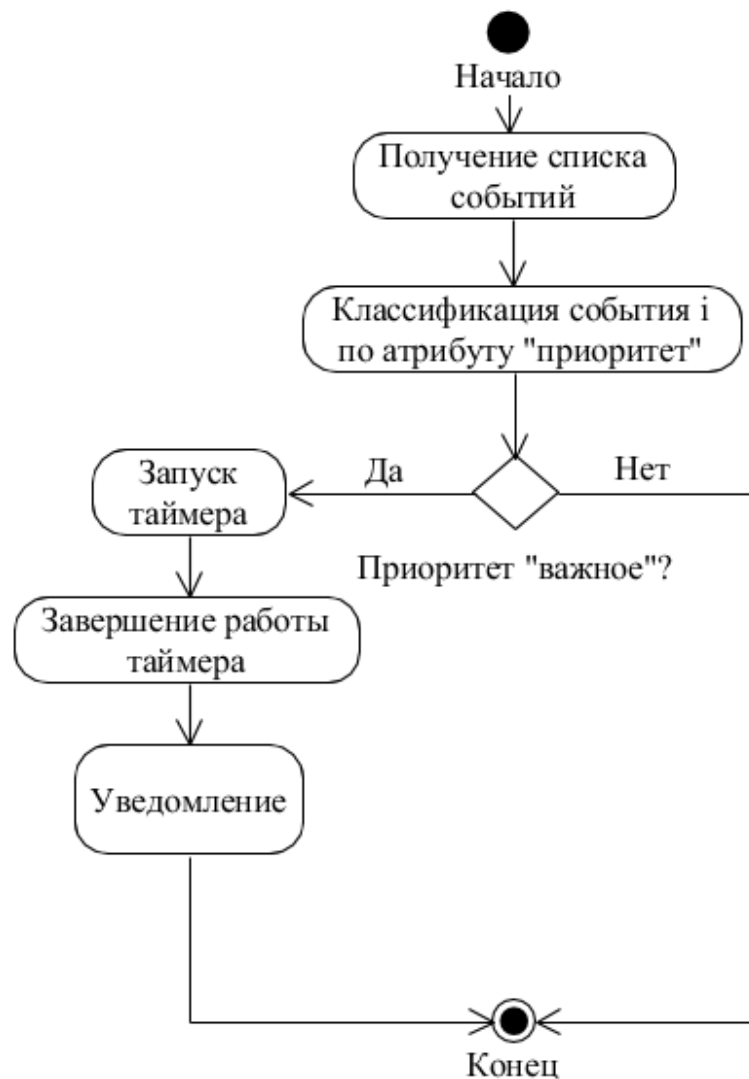 Начало
Получение списка
событий
Классификация события i
по атрибуту "приоритет"
Да
Нет
Запуск
таймера
Приоритет "важное"?
Завершение работы
таймера
Уведомление
Конец